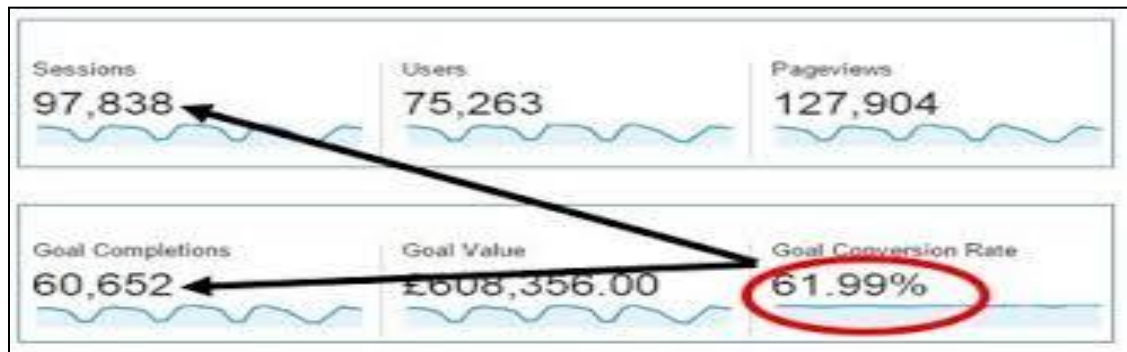 Sessions Users Pageviews
97,838 75,263 127,904
Goal Completions Goal Value Goal Conversion Rate
60,652 £608,356.00 61.99%